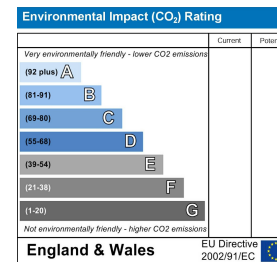 Environmental Impact (CO₂) Rating
Current Poten
Very environmentally friendly - lower CO2 emissions
(92 plus) A
(81-91) B
(69-80) C
(55-68) D
(39-54) E
(21-38) F
(1-20) G
Not environmentally friendly - higher CO2 emissions
England & Wales
EU Directive
2002/91/EC